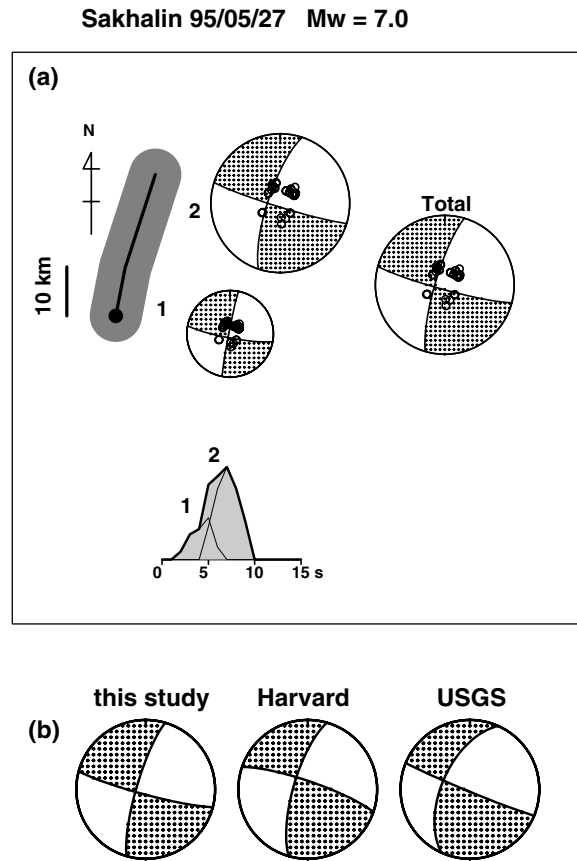 Sakhalin 95/05/27 Mw = 7.0
(a)
N
2
Total
10 km
1
2
1
0 5 10 15 s
this study Harvard USGS
(b)